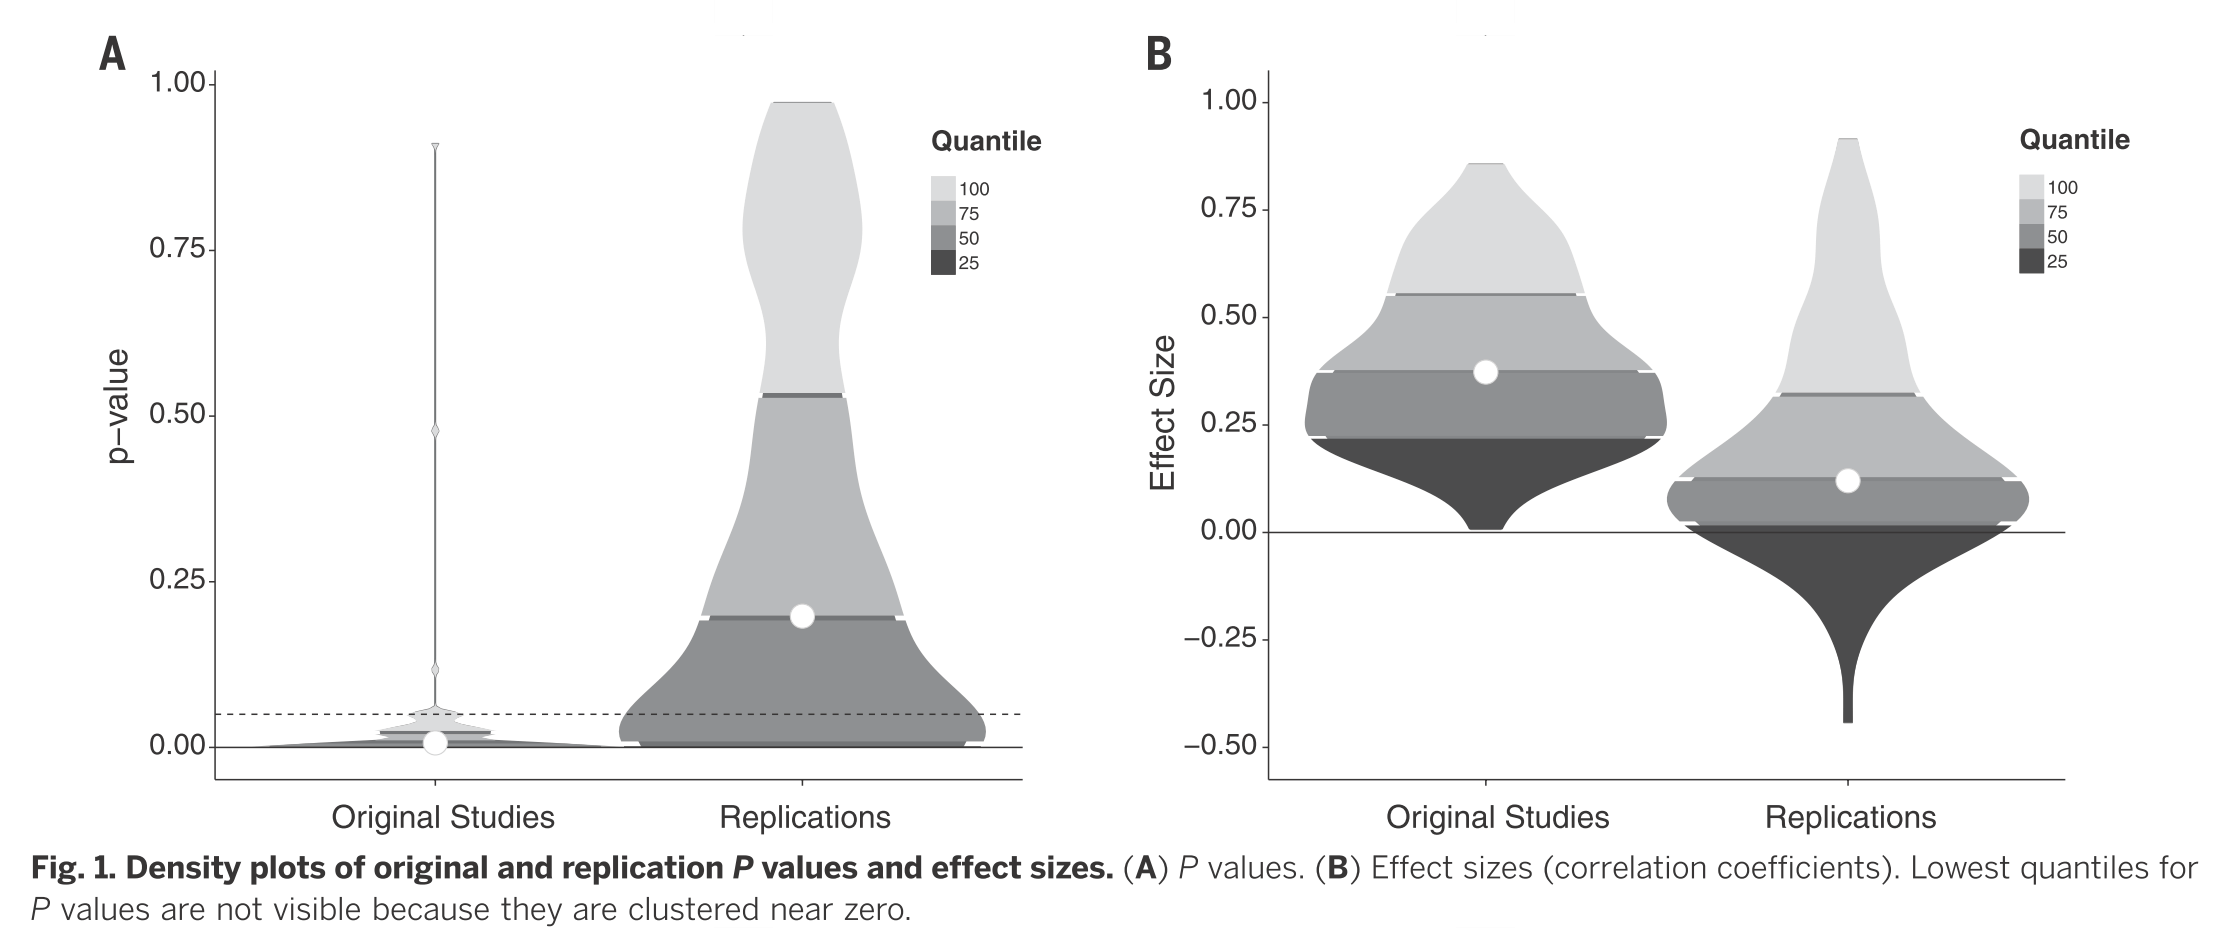 A
B
1.00
0.75
0.50
0.25
0.00
p–value
Original Studies
Replications
Quantile
100
75
50
25
1.00
0.75
0.50
0.25
0.00
−0.25
−0.50
Effect Size
Original Studies
Replications
Quantile
100
75
50
25
Fig. 1. Density plots of original and replication P values and effect sizes. (A) P values. (B) Effect sizes (correlation coefficients). Lowest quantiles for
P values are not visible because they are clustered near zero.